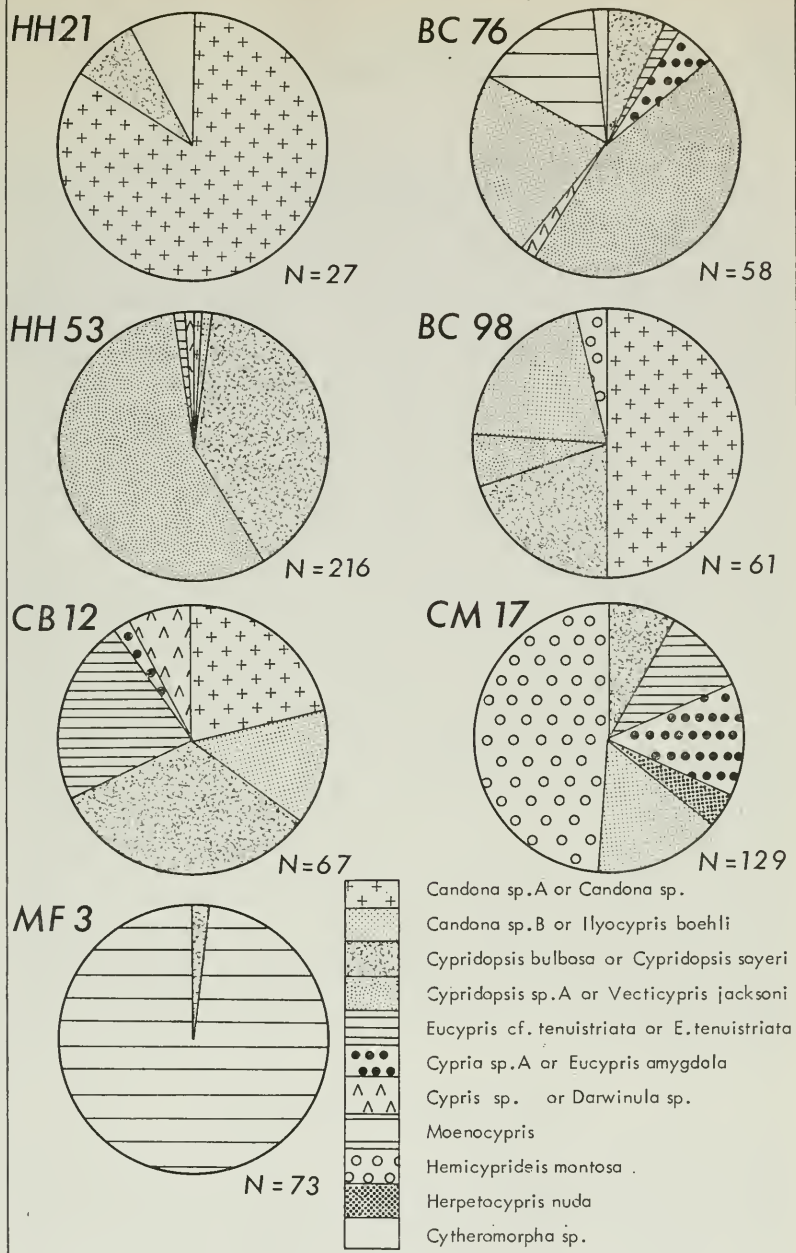 HH21
N=27
BC 76
N=58
HH 53
N=216
BC 98
N=61
CB 12
N=67
CM 17
N=129
MF 3
N=73
Candona sp.A or Candona sp.
Candona sp.B or Ilyocypris boehli
Cypridopsis bulbosa or Cypridopsis soyeri
Cypridopsis sp.A or Vecticypris jacksoni
Eucypris cf. tenuistriata or E.tenuistriata
Cypria sp.A or Eucypris amygdala
Cypris sp. or Darwinula sp.
Moenocypris
Hemicyprideis montosa
Herpetocypris nuda
Cytheromorpha sp.